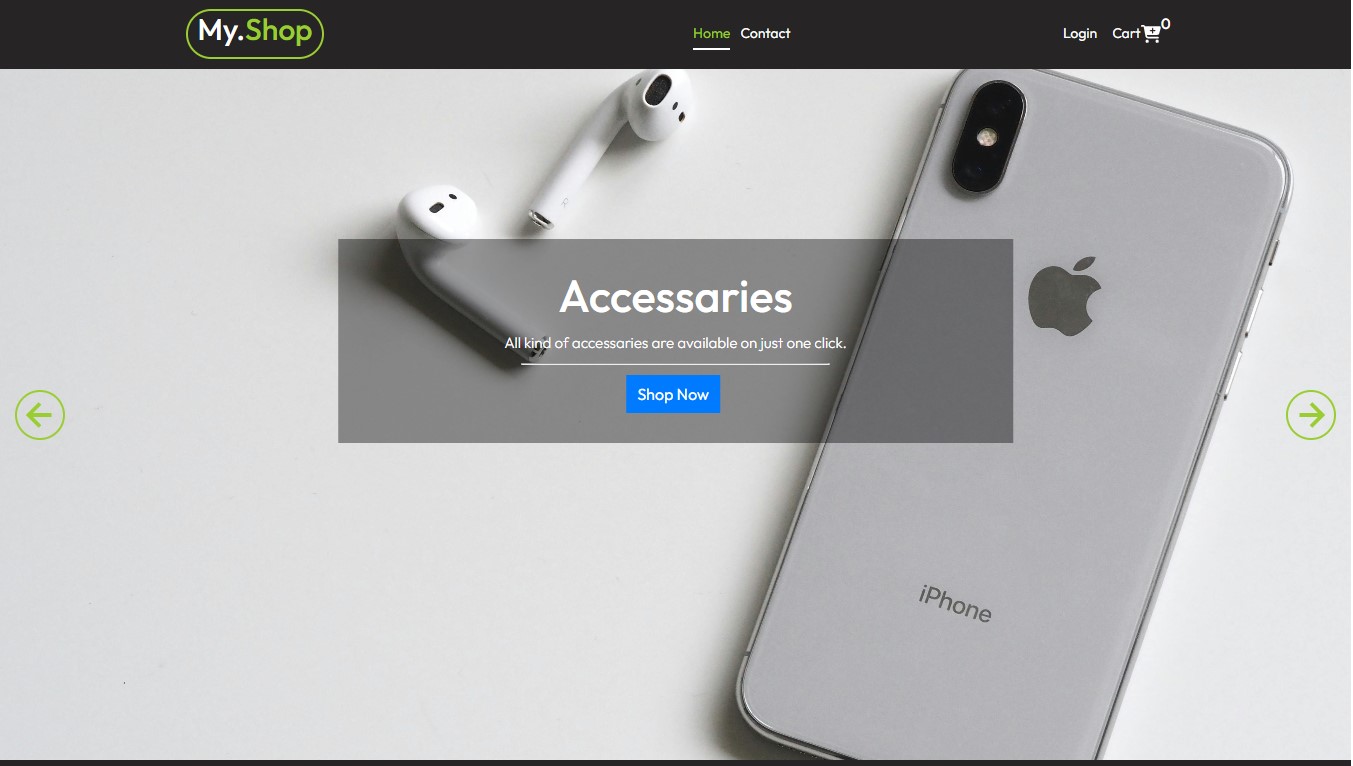 My.Shop
Home Contact
Login Cart 0
Accessaries
All kind of accessaries are available on just one click.
Shop Now
iPhone